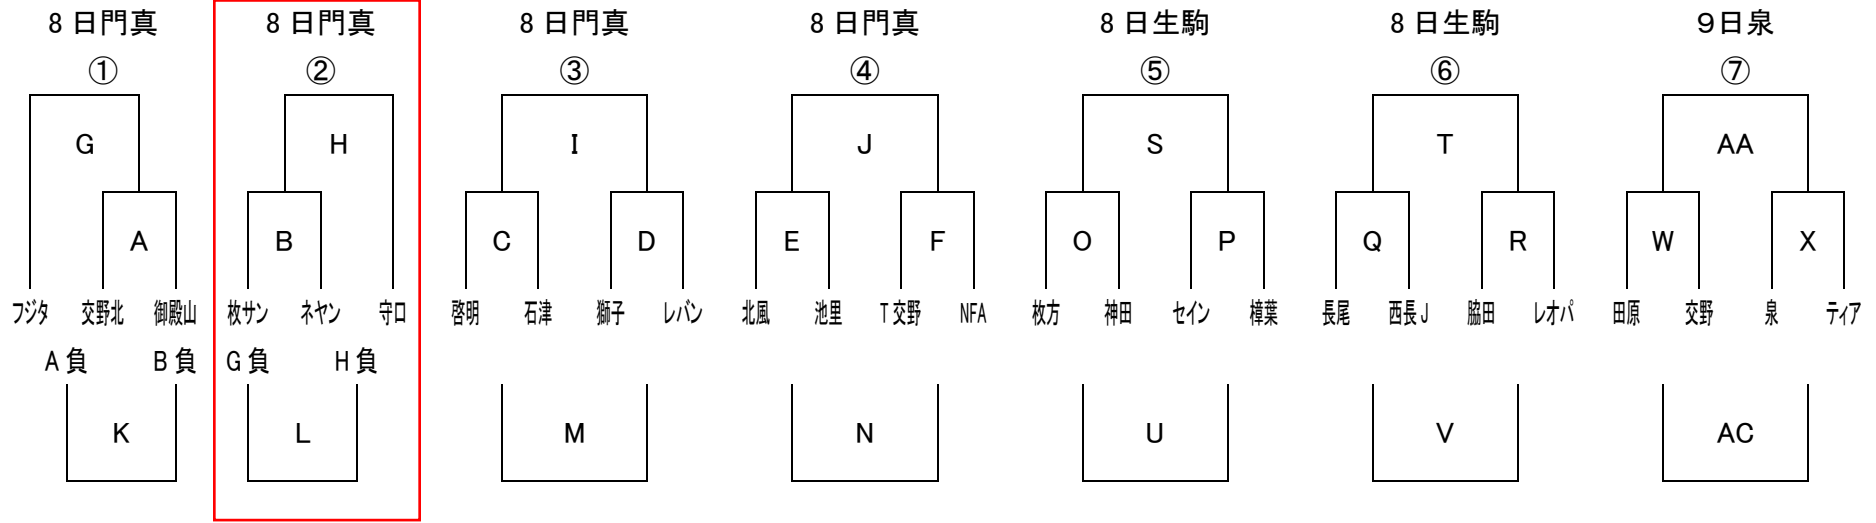 8日門真 8日門真 8日門真 8日門真 8日生駒 8日生駒 9日泉
① ② ③ ④ ⑤ ⑥ ⑦
G H I J S T AA
A B C D E F O P Q R W X
フジタ 交野北 御殿山 枚サン ネヤン 守口 啓明 石津 獅子 レバン 北風 池里 T交野 NFA 枚方 神田 セイン 樟葉 長尾 西長J 脇田 レオパ 田原 交野 泉 ティア
A負 B負 G負 H負
K L M N U V AC